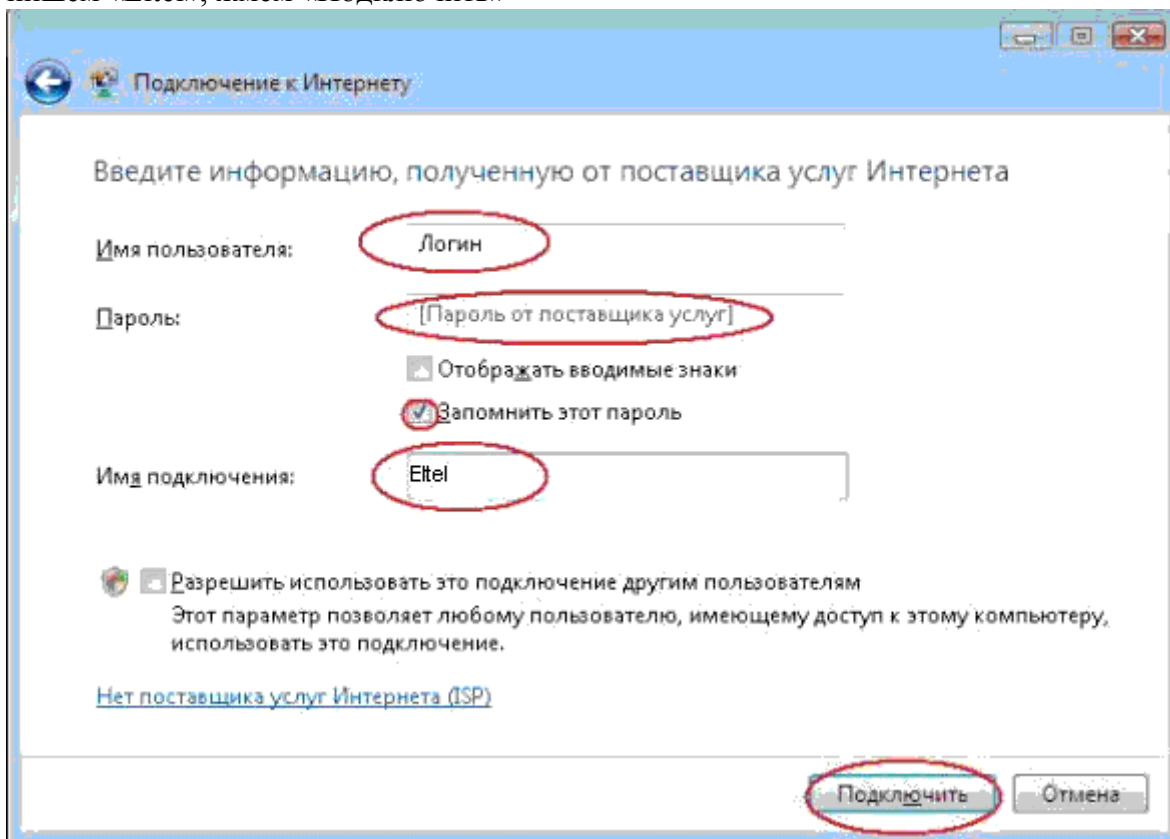 Подключение к Интернету
Введите информацию, полученную от поставщика услуг Интернета
Имя пользователя: Логин
Пароль: [Пароль от поставщика услуг]
Отображать вводимые знаки
Запомнить этот пароль
Имя подключения: Eltel
Разрешить использовать это подключение другим пользователям
Этот параметр позволяет любому пользователю, имеющему доступ к этому компьютеру,
использовать это подключение.
Нет поставщика услуг Интернета (ISP)
Подключить Отмена